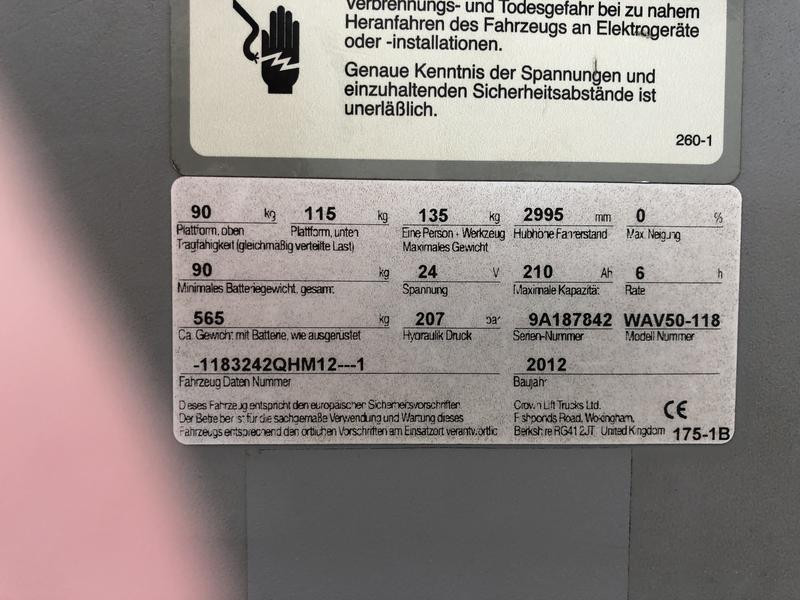 Verbrennungs- und Todesgefahr bei zu nahem
Heranfahren des Fahrzeugs an Elektrogeräte
oder -installationen.
Genaue Kenntnis der Spannungen und
einzuhaltenden Sicherheitsabstände ist
unerläßlich.
260-1
90 kg 115 kg 135 kg 2995 mm 0 %
Plattform, oben Plattform, unten Eine Person + Werkzeug Hubhöhe Fahrerstand Max. Neigung
Tragfähigkeit (gleichmäßig verteilte Last) Maximales Gewicht
90 kg 24 V 210 Ah 6 h
Minimales Batteriegewicht, gesamt Spannung Maximale Kapazität Rate
565 kg 207 bar 9A187842 WAV50-118
Ca. Gewicht mit Batterie, wie ausgerüstet Hydraulik Druck Serien-Nummer Modell Nummer
-1183242QHM12---1 2012
Fahrzeug Daten Nummer Baujahr
Dieses Fahrzeug entspricht den europäischen Sicherheitsvorschriften. Crown Lift Trucks Ltd. CE
Der Betreiber ist für die sachgemäße Verwendung und Wartung dieses Fishponds Road, Wokingham,
Fahrzeugs entsprechend den örtlichen Vorschriften am Einsatzort verantwortlich Berkshire RG41 2JT United Kingdom 175-1B